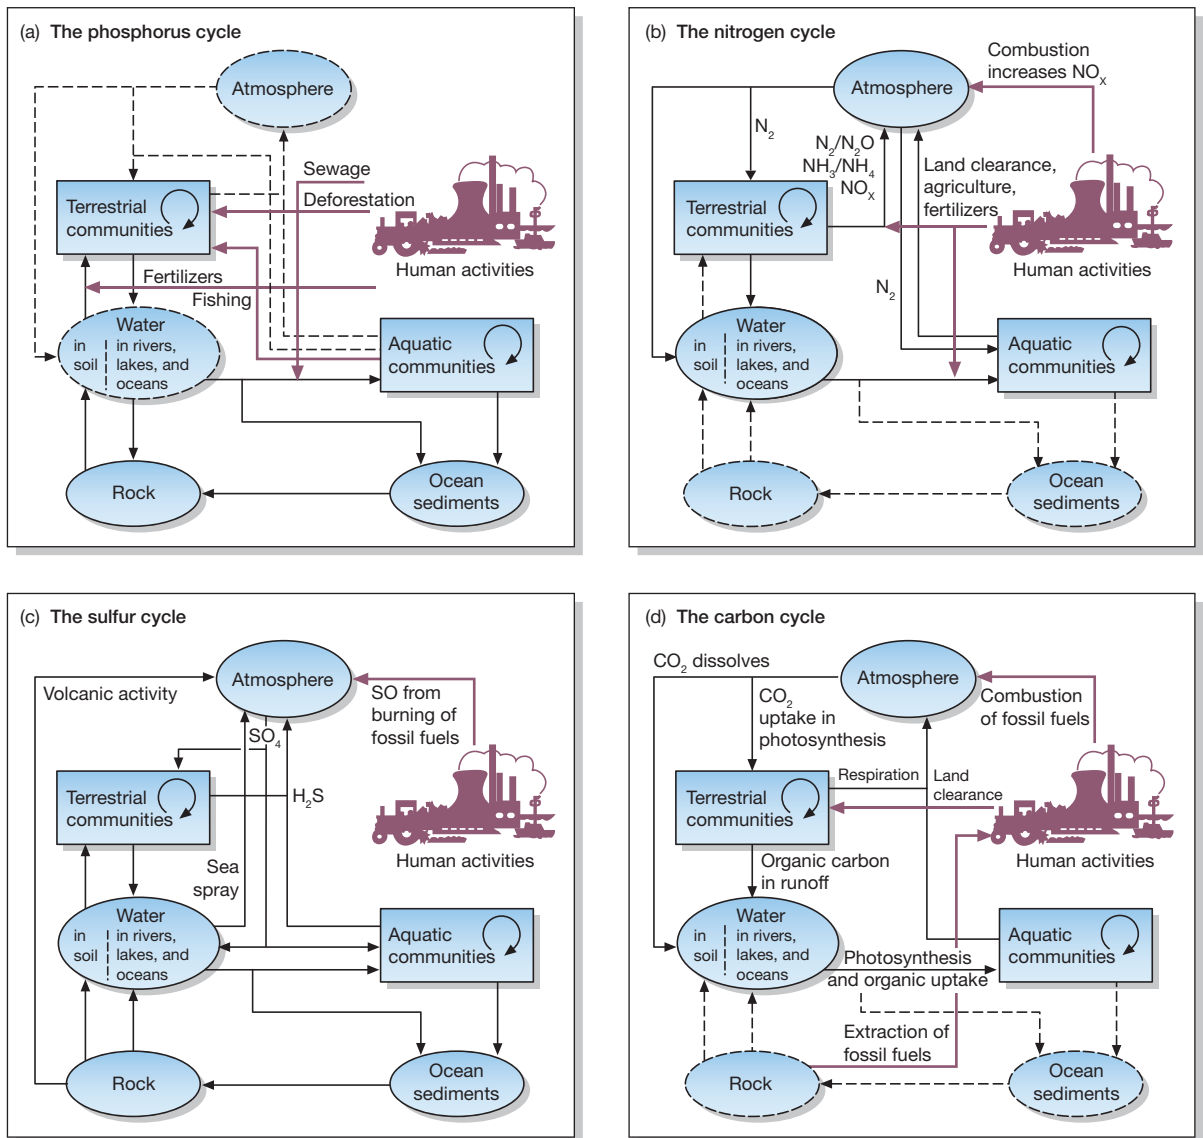 (a) The phosphorus cycle
Atmosphere
Sewage
Deforestation
Terrestrial
communities
Human activities
Fertilizers
Fishing
Water
in
soil
in rivers,
lakes, and
oceans
Aquatic
communities
Rock
Ocean
sediments
(b) The nitrogen cycle
Combustion
increases NOX
Atmosphere
N2
N2/N2O
NH3/NH4
NOX
Land clearance,
agriculture,
fertilizers
Terrestrial
communities
Human activities
N2
Water
in
soil
in rivers,
lakes, and
oceans
Aquatic
communities
Rock
Ocean
sediments
(c) The sulfur cycle
Atmosphere
Volcanic activity
SO from
burning of
fossil fuels
SO4
Terrestrial
communities
H2S
Human activities
Sea
spray
Water
in
soil
in rivers,
lakes, and
oceans
Aquatic
communities
Rock
Ocean
sediments
(d) The carbon cycle
CO2 dissolves
Atmosphere
CO2
uptake in
photosynthesis
Combustion
of fossil fuels
Respiration
Land
clearance
Terrestrial
communities
Human activities
Organic carbon
in runoff
Water
in
soil
in rivers,
lakes, and
oceans
Aquatic
communities
Photosynthesis
and organic uptake
Extraction of
fossil fuels
Rock
Ocean
sediments